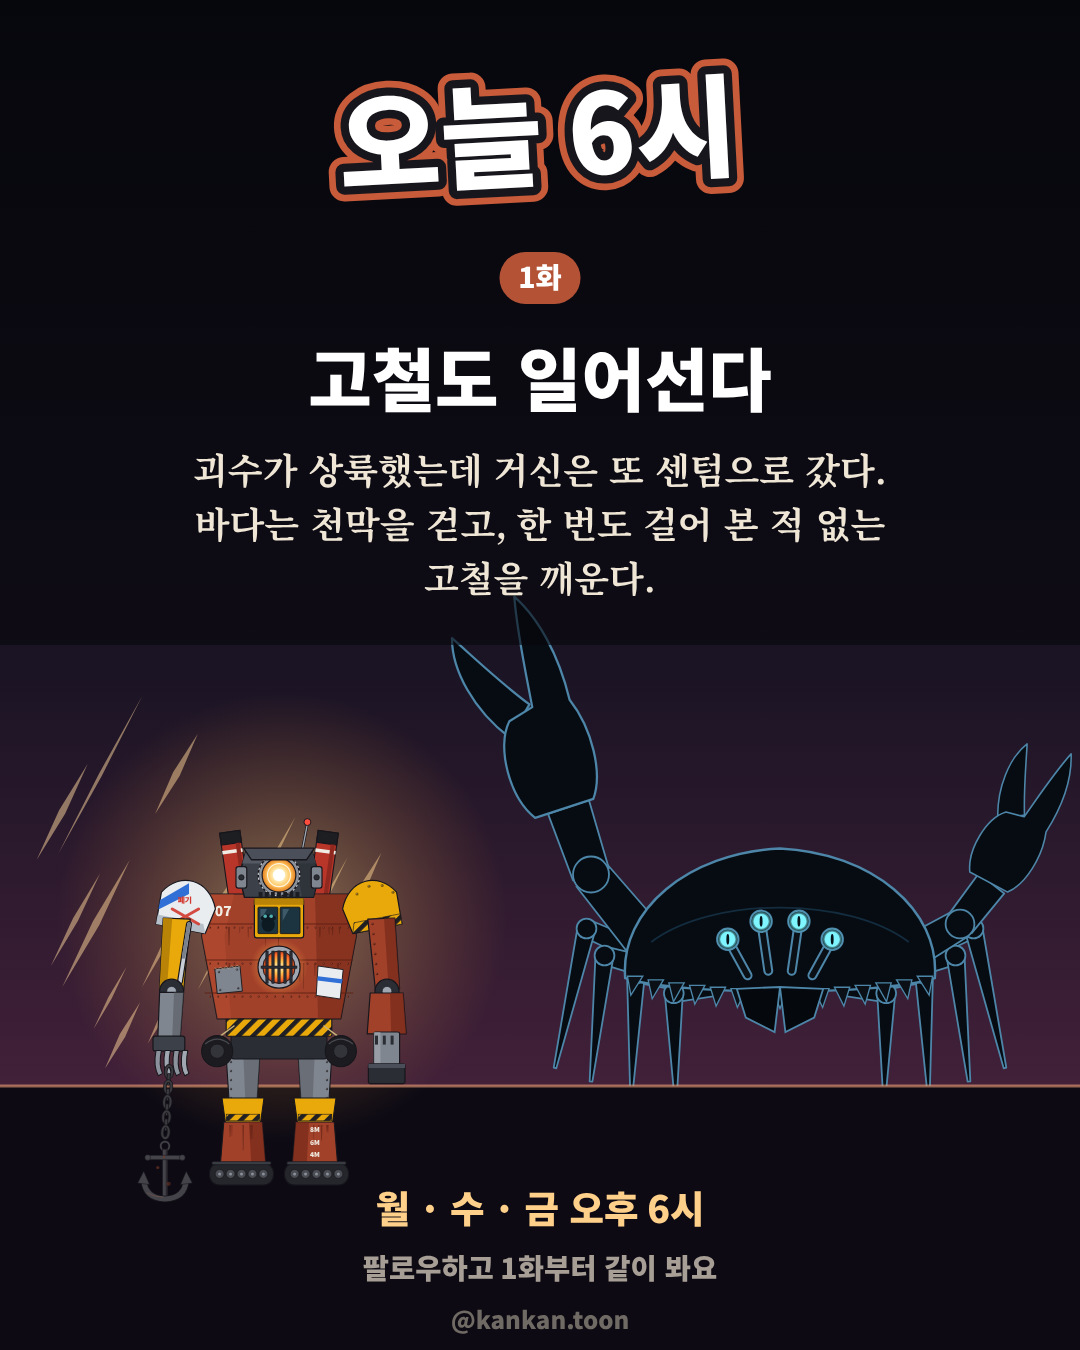 오늘 6시
1화
고철도 일어선다
괴수가 상륙했는데 거신은 또 센텀으로 갔다.
바다는 천막을 걷고, 한 번도 걸어 본 적 없는
고철을 깨운다.
폐기
07
8M
6M
4M
월 · 수 · 금 오후 6시
팔로우하고 1화부터 같이 봐요
@kankan.toon